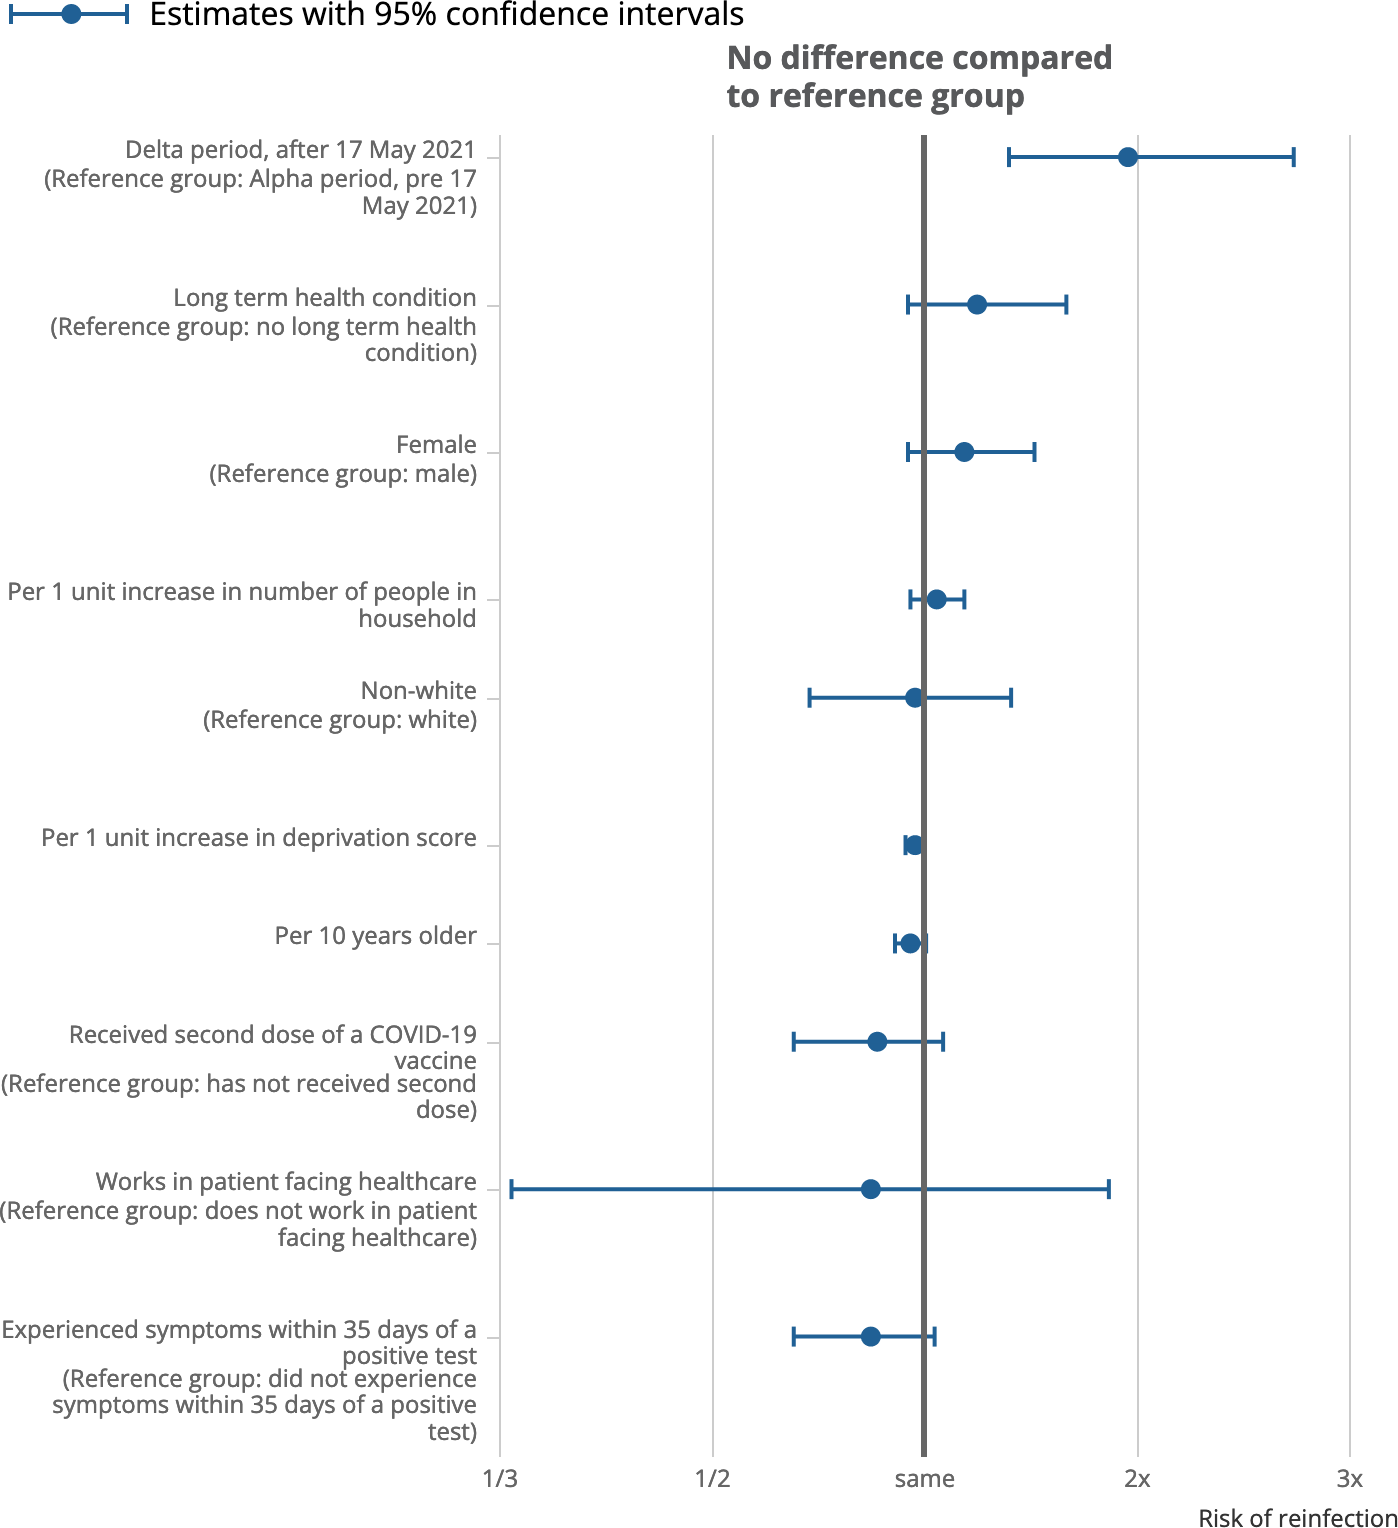 Estimates with 95% confidence intervals
No difference compared
to reference group
Delta period, after 17 May 2021
(Reference group: Alpha period, pre 17
May 2021)
Long term health condition
(Reference group: no long term health
condition)
Female
(Reference group: male)
Per 1 unit increase in number of people in
household
Non-white
(Reference group: white)
Per 1 unit increase in deprivation score
Per 10 years older
Received second dose of a COVID-19
vaccine
(Reference group: has not received second
dose)
Works in patient facing healthcare
(Reference group: does not work in patient
facing healthcare)
Experienced symptoms within 35 days of a
positive test
(Reference group: did not experience
symptoms within 35 days of a positive
test)
1/3 1/2 same 2x 3x
Risk of reinfection